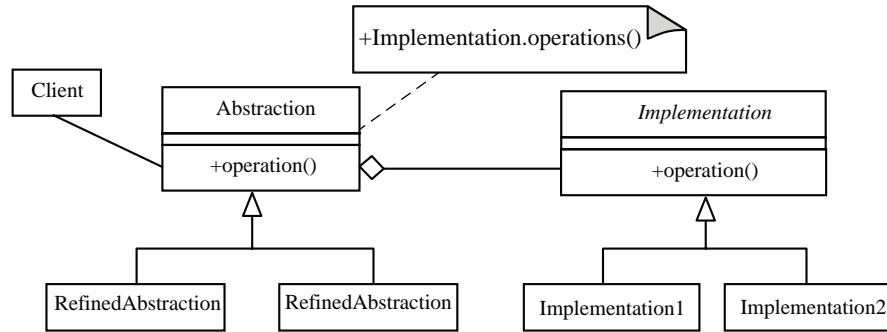 +Implementation.operations()
Client
Abstraction
Implementation
+operation()
+operation()
RefinedAbstraction
RefinedAbstraction
Implementation1
Implementation2